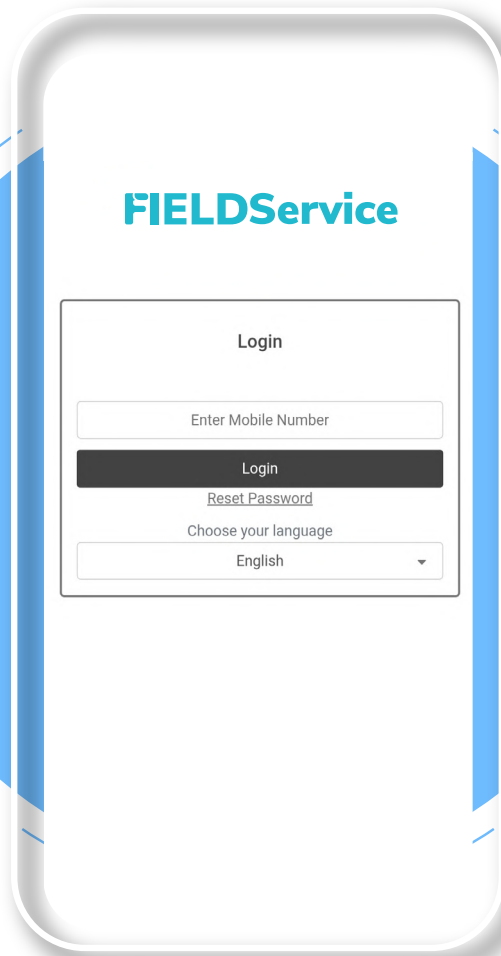 FIELDService
Login
Enter Mobile Number
Login
Reset Password
Choose your language
English